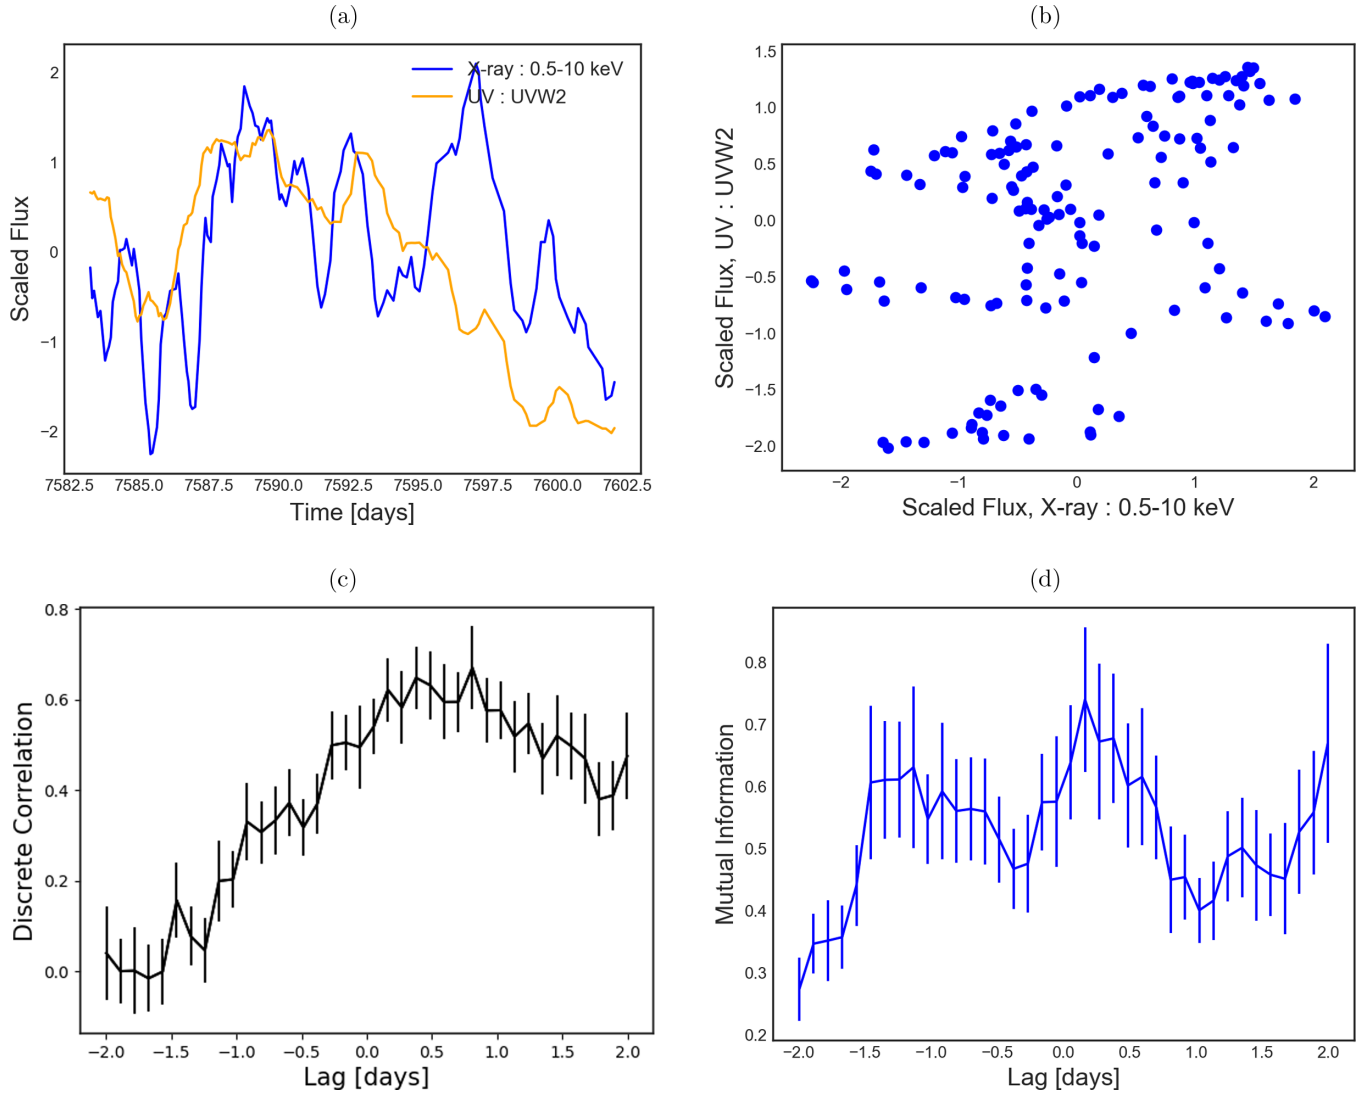 (a)
X-ray : 0.5-10 keV
UV : UVW2
2
1
0
−1
−2
Scaled Flux
7582.5 7585.0 7587.5 7590.0 7592.5 7595.0 7597.5 7600.0 7602.5
Time [days]
(b)
1.5
1.0
0.5
0.0
−0.5
−1.0
−1.5
−2.0
Scaled Flux, UV : UVW2
−2 −1 0 1 2
Scaled Flux, X-ray : 0.5-10 keV
(c)
0.8
0.6
0.4
0.2
0.0
Discrete Correlation
−2.0 −1.5 −1.0 −0.5 0.0 0.5 1.0 1.5 2.0
Lag [days]
(d)
0.8
0.7
0.6
0.5
0.4
0.3
0.2
Mutual Information
−2.0 −1.5 −1.0 −0.5 0.0 0.5 1.0 1.5 2.0
Lag [days]